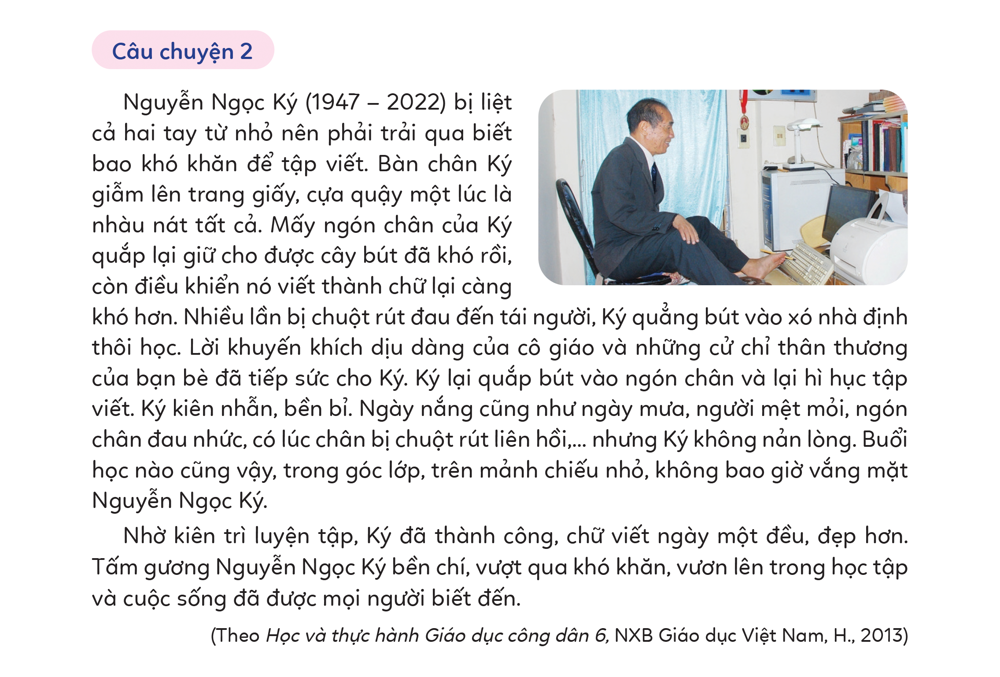 Câu chuyện 2
Nguyễn Ngọc Ký (1947 – 2022) bị liệt
cả hai tay từ nhỏ nên phải trải qua biết
bao khó khăn để tập viết. Bàn chân Ký
giẫm lên trang giấy, cựa quậy một lúc là
nhàu nát tất cả. Mấy ngón chân của Ký
quắp lại giữ cho được cây bút đã khó rồi,
còn điều khiển nó viết thành chữ lại càng
khó hơn. Nhiều lần bị chuột rút đau đến tái người, Ký quẳng bút vào xó nhà định
thôi học. Lời khuyến khích dịu dàng của cô giáo và những cử chỉ thân thương
của bạn bè đã tiếp sức cho Ký. Ký lại quắp bút vào ngón chân và lại hì hục tập
viết. Ký kiên nhẫn, bền bỉ. Ngày nắng cũng như ngày mưa, người mệt mỏi, ngón
chân đau nhức, có lúc chân bị chuột rút liên hồi,... nhưng Ký không nản lòng. Buổi
học nào cũng vậy, trong góc lớp, trên mảnh chiếu nhỏ, không bao giờ vắng mặt
Nguyễn Ngọc Ký.
Nhờ kiên trì luyện tập, Ký đã thành công, chữ viết ngày một đều, đẹp hơn.
Tấm gương Nguyễn Ngọc Ký bền chí, vượt qua khó khăn, vươn lên trong học tập
và cuộc sống đã được mọi người biết đến.
(Theo Học và thực hành Giáo dục công dân 6, NXB Giáo dục Việt Nam, H., 2013)